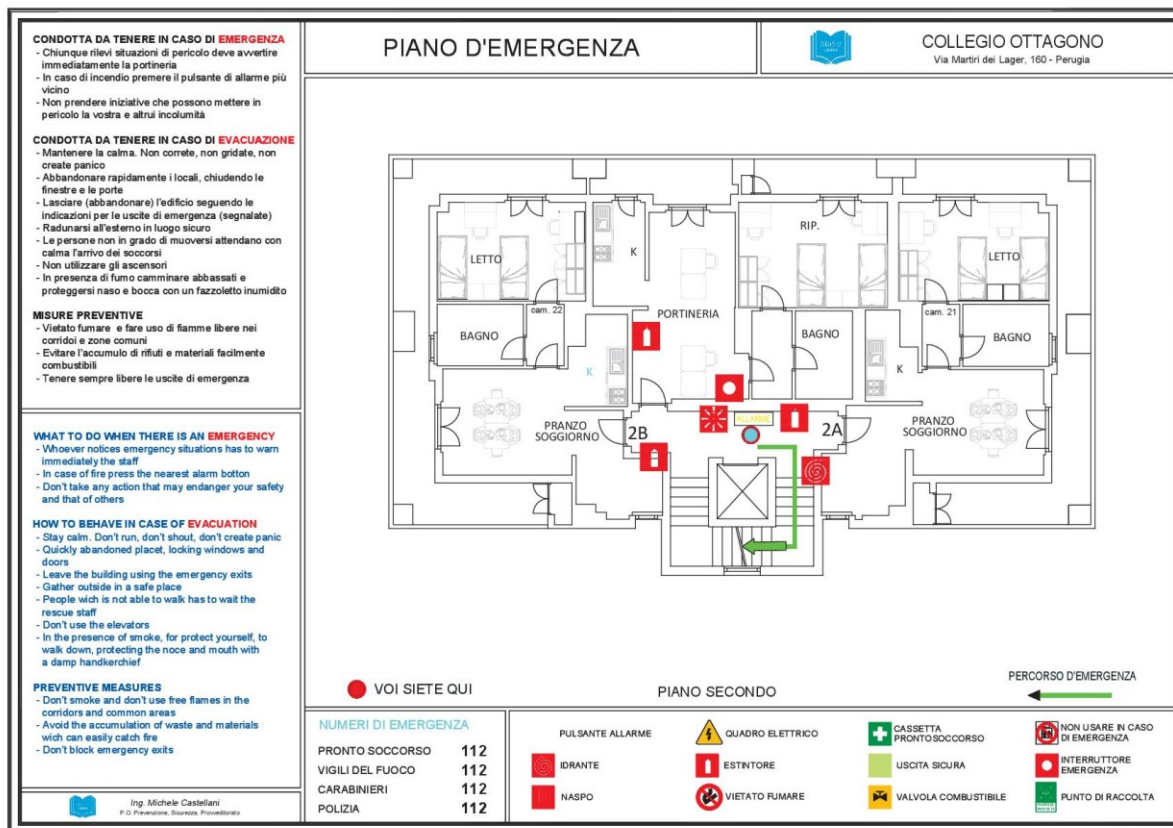 CONDOTTA DA TENERE IN CASO DI EMERGENZA
- Chiunque rilevi situazioni di pericolo deve avvertire
immediatamente la portineria
- In caso di incendio premere il pulsante di allarme più
vicino
- Non prendere iniziative che possono mettere in
pericolo la vostra e altrui incolumità
CONDOTTA DA TENERE IN CASO DI EVACUAZIONE
- Mantenere la calma. Non correte, non gridate, non
create panico
- Abbandonare rapidamente i locali, chiudendo le
finestre e le porte
- Lasciare (abbandonare) l'edificio seguendo le
indicazioni per le uscite di emergenza (segnalate)
- Radunarsi all'esterno in luogo sicuro
- Le persone non in grado di muoversi attendano con
calma l'arrivo dei soccorsi
- Non utilizzare gli ascensori
- In presenza di fumo camminare abbassati e
proteggersi naso e bocca con un fazzoletto inumidito
MISURE PREVENTIVE
- Vietato fumare e fare uso di fiamme libere nei
corridoi e zone comuni
- Evitare l'accumulo di rifiuti e materiali facilmente
combustibili
- Tenere sempre libere le uscite di emergenza
WHAT TO DO WHEN THERE IS AN EMERGENCY
- Whoever notices emergency situations has to warn
immediately the staff
- In case of fire press the nearest alarm botton
- Don't take any action that may endanger your safety
and that of others
HOW TO BEHAVE IN CASE OF EVACUATION
- Stay calm. Don't run, don't shout, don't create panic
- Quickly abandoned placet, locking windows and
doors
- Leave the building using the emergency exits
- Gather outside in a safe place
- People wich is not able to walk has to wait the
rescue staff
- Don't use the elevators
- In the presence of smoke, for protect yourself, to
walk down, protecting the noce and mouth with
a damp handkerchief
PREVENTIVE MEASURES
- Don't smoke and don't use free flames in the
corridors and common areas
- Avoid the accumulation of waste and materials
wich can easily catch fire
- Don't block emergency exits
Ing. Michele Castellani
P.O. Prevenzione, Sicurezza, Provveditorato
PIANO D'EMERGENZA
COLLEGIO OTTAGONO
Via Martiri dei Lager, 160 - Perugia
LETTO
K
RIP.
LETTO
cam. 22
PORTINERIA
cam. 21
BAGNO
BAGNO
BAGNO
K
K
PRANZO
SOGGIORNO
2B
ALLARME
2A
PRANZO
SOGGIORNO
VOI SIETE QUI
PIANO SECONDO
PERCORSO D'EMERGENZA
NUMERI DI EMERGENZA
PRONTO SOCCORSO 112
VIGILI DEL FUOCO 112
CARABINIERI 112
POLIZIA 112
PULSANTE ALLARME
IDRANTE
NASPO
QUADRO ELETTRICO
ESTINTORE
VIETATO FUMARE
CASSETTA
PRONTO SOCCORSO
USCITA SICURA
VALVOLA COMBUSTIBILE
NON USARE IN CASO
DI EMERGENZA
INTERRUTTORE
EMERGENZA
PUNTO DI RACCOLTA